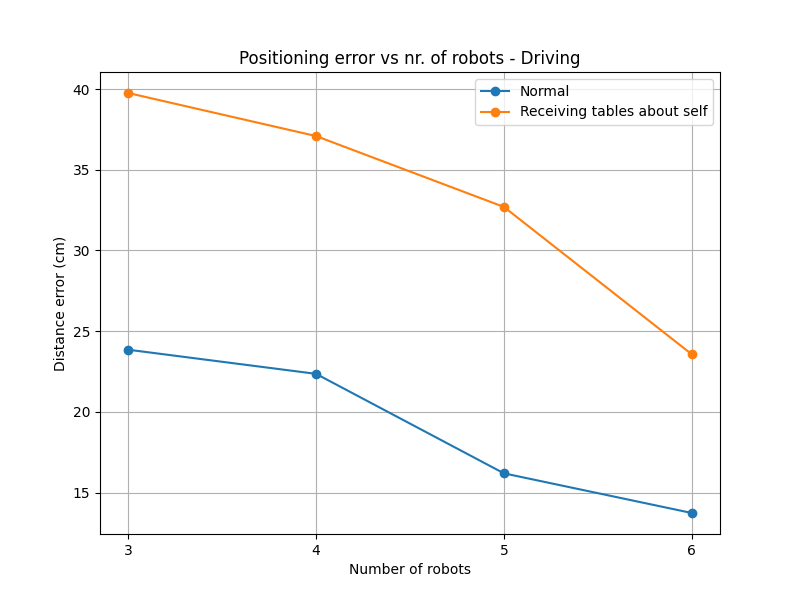 Positioning error vs nr. of robots - Driving
Normal
Receiving tables about self
40
35
30
25
20
15
Distance error (cm)
3
4
5
6
Number of robots